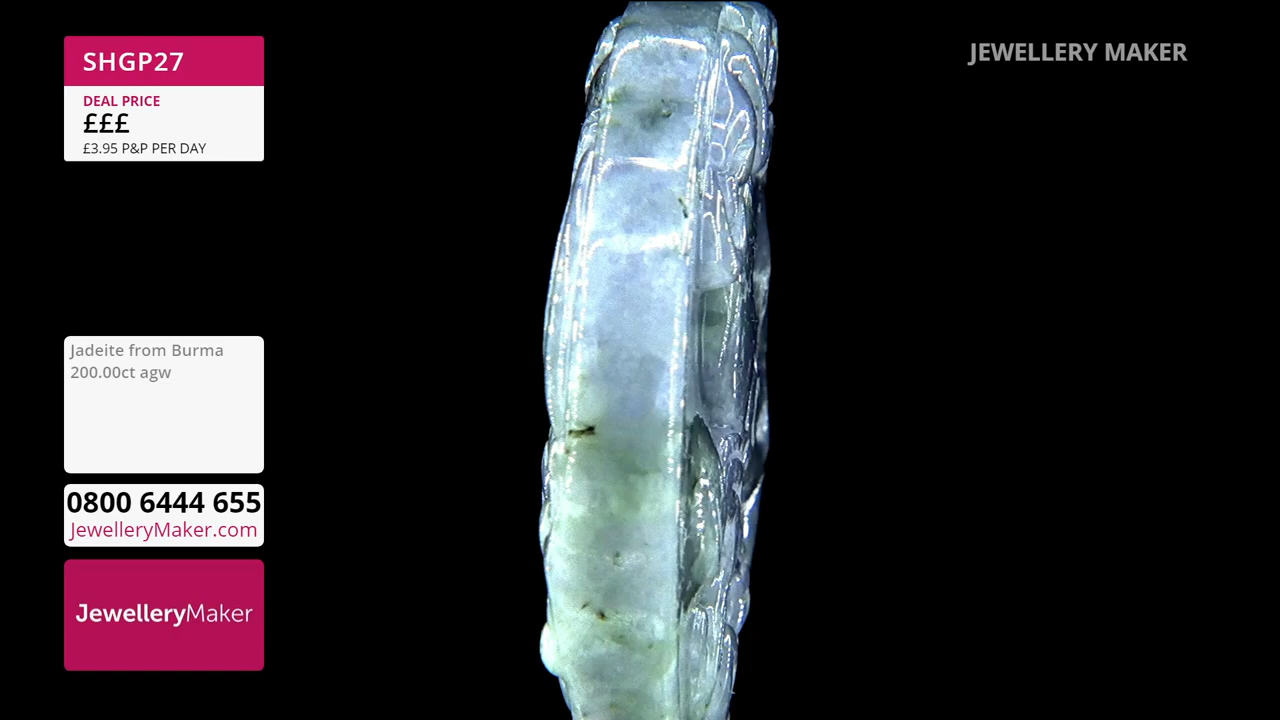 SHGP27
DEAL PRICE
£££
£3.95 P&P PER DAY
JEWELLERY MAKER
Jadeite from Burma
200.00ct agw
0800 6444 655
JewelleryMaker.com
JewelleryMaker